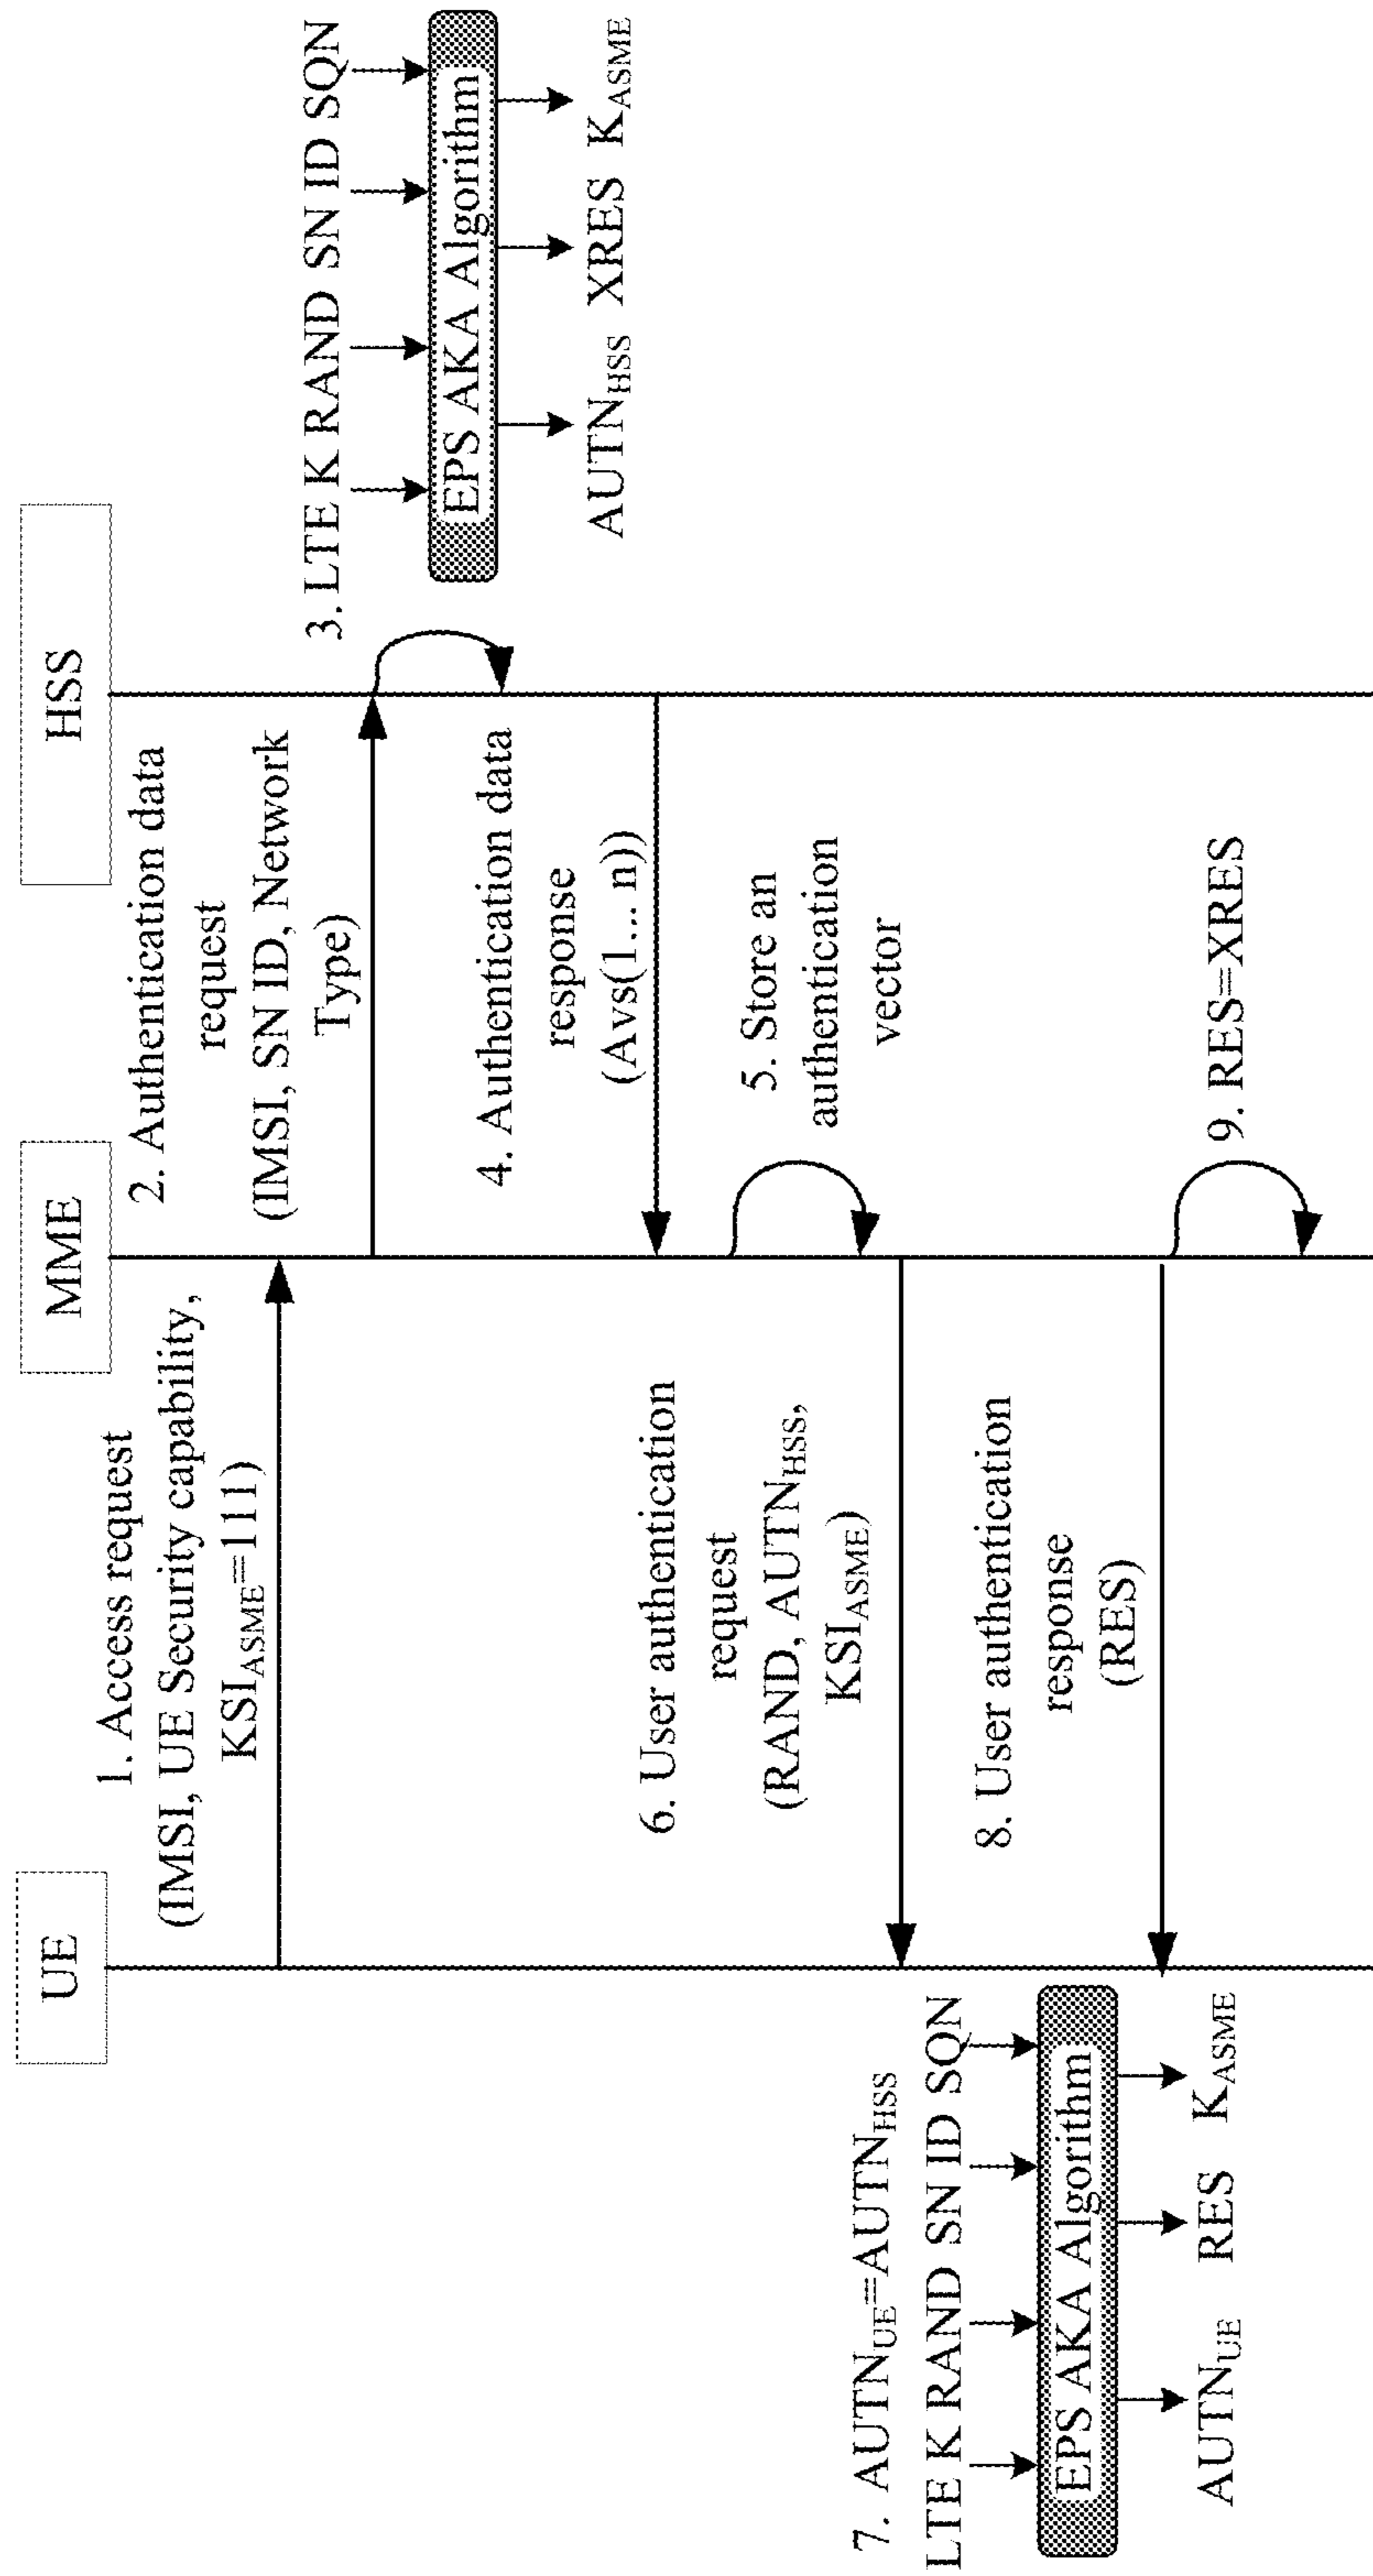 UE
MME
HSS
1. Access request
(IMSI, UE Security capability,
KSI_ASME=111)
2. Authentication data
request
(IMSI, SN ID, Network
Type)
3. LTE K RAND SN ID SQN
EPS AKA Algorithm
AUTN_HSS XRES K_ASME
4. Authentication data
response
(Avs(1... n))
5. Store an
authentication
vector
6. User authentication
request
(RAND, AUTN_HSS,
KSI_ASME)
7. AUTN_UE=AUTN_HSS
LTE K RAND SN ID SQN
EPS AKA Algorithm
AUTN_UE RES K_ASME
8. User authentication
response
(RES)
9. RES=XRES